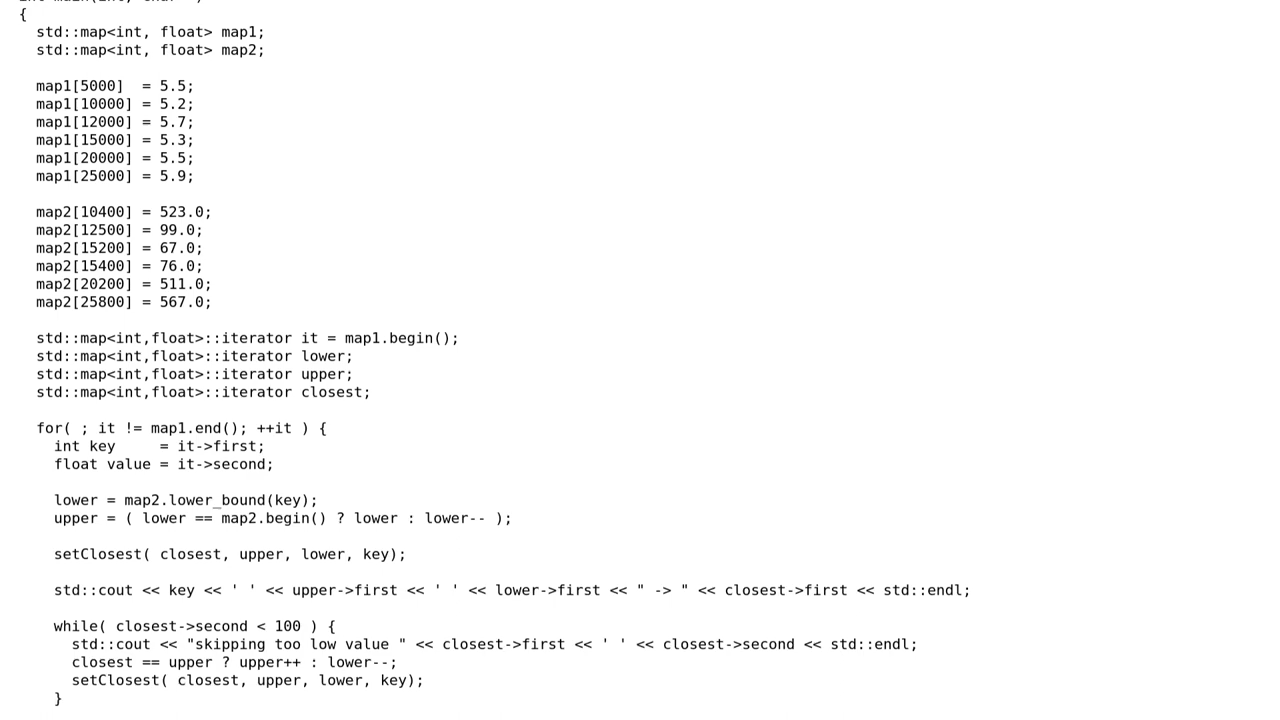 {
  std::map<int, float> map1;
  std::map<int, float> map2;

  map1[5000]  = 5.5;
  map1[10000] = 5.2;
  map1[12000] = 5.7;
  map1[15000] = 5.3;
  map1[20000] = 5.5;
  map1[25000] = 5.9;

  map2[10400] = 523.0;
  map2[12500] = 99.0;
  map2[15200] = 67.0;
  map2[15400] = 76.0;
  map2[20200] = 511.0;
  map2[25800] = 567.0;

  std::map<int,float>::iterator it = map1.begin();
  std::map<int,float>::iterator lower;
  std::map<int,float>::iterator upper;
  std::map<int,float>::iterator closest;

  for( ; it != map1.end(); ++it ) {
    int key     = it->first;
    float value = it->second;

    lower = map2.lower_bound(key);
    upper = ( lower == map2.begin() ? lower : lower-- );

    setClosest( closest, upper, lower, key);

    std::cout << key << ' ' << upper->first << ' ' << lower->first << " -> " << closest->first << std::endl;

    while( closest->second < 100 ) {
      std::cout << "skipping too low value " << closest->first << ' ' << closest->second << std::endl;
      closest == upper ? upper++ : lower--;
      setClosest( closest, upper, lower, key);
    }